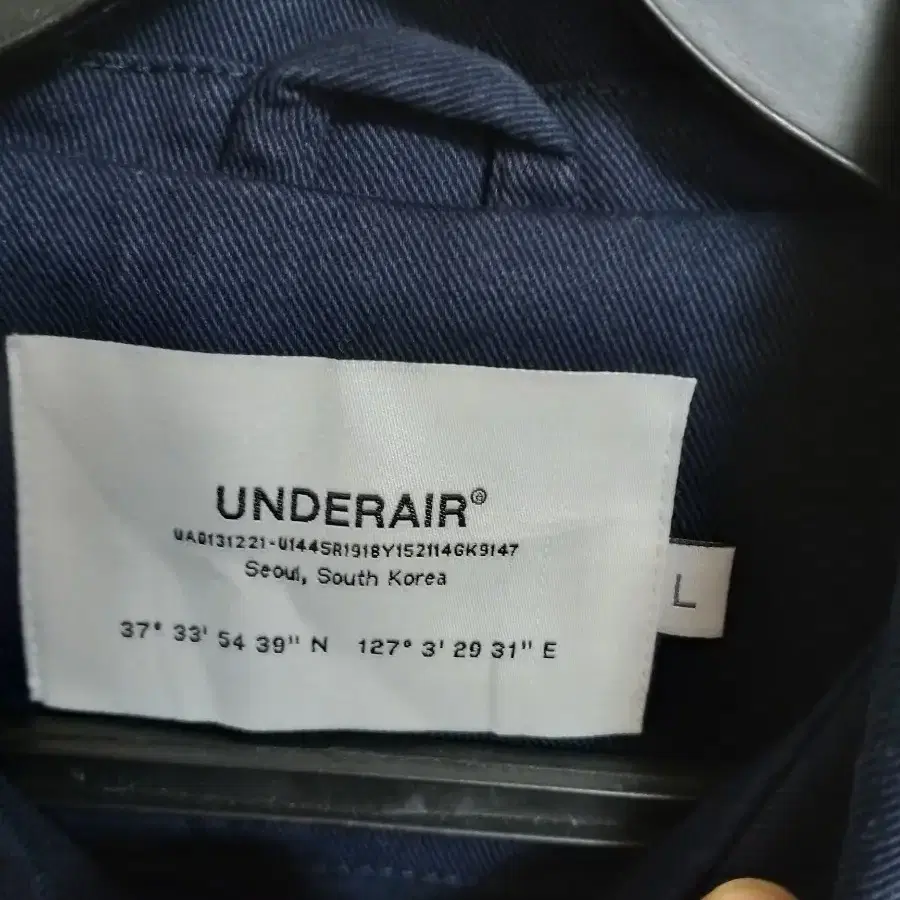 UNDERAIR®
UA0131221-U144SR1918Y152114GK9147
Seoul, South Korea
37° 33' 54 39" N 127° 3' 29 31" E
L